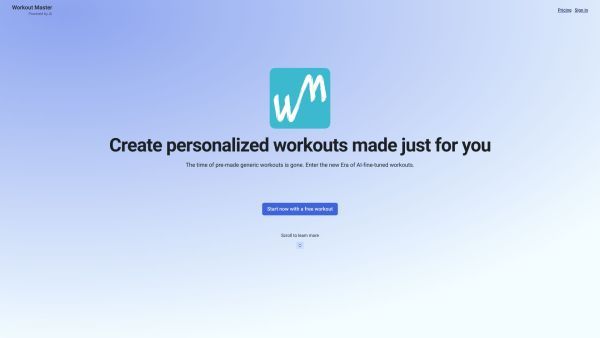 Workout Master
Powered by AI
Pricing
Sign in
WM
Create personalized workouts made just for you
The time of pre-made generic workouts is gone. Enter the new Era of AI-fine-tuned workouts.
Start now with a free workout
Scroll to learn more